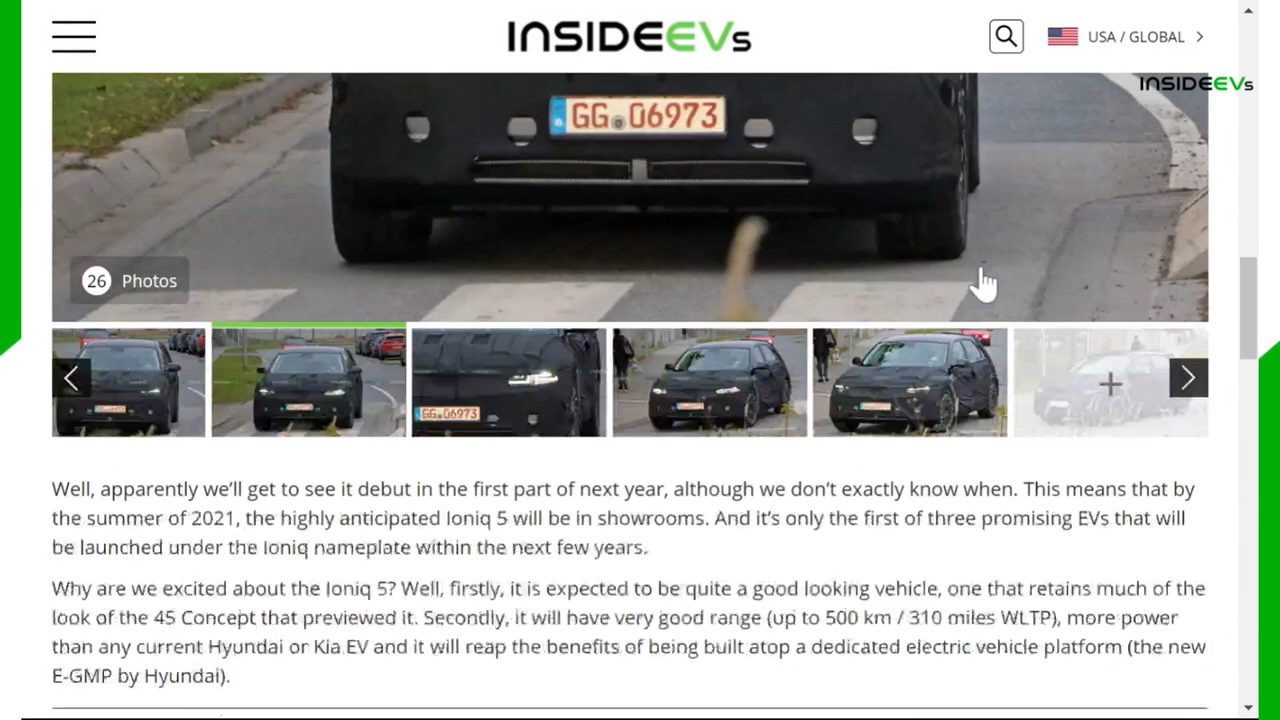 INSIDEEVs
USA / GLOBAL
INSIDEEVs
GG 06973
26 Photos
GG 06973
Well, apparently we’ll get to see it debut in the first part of next year, although we don’t exactly know when. This means that by
the summer of 2021, the highly anticipated Ioniq 5 will be in showrooms. And it’s only the first of three promising EVs that will
be launched under the Ioniq nameplate within the next few years.
Why are we excited about the Ioniq 5? Well, firstly, it is expected to be quite a good looking vehicle, one that retains much of the
look of the 45 Concept that previewed it. Secondly, it will have very good range (up to 500 km / 310 miles WLTP), more power
than any current Hyundai or Kia EV and it will reap the benefits of being built atop a dedicated electric vehicle platform (the new
E-GMP by Hyundai).